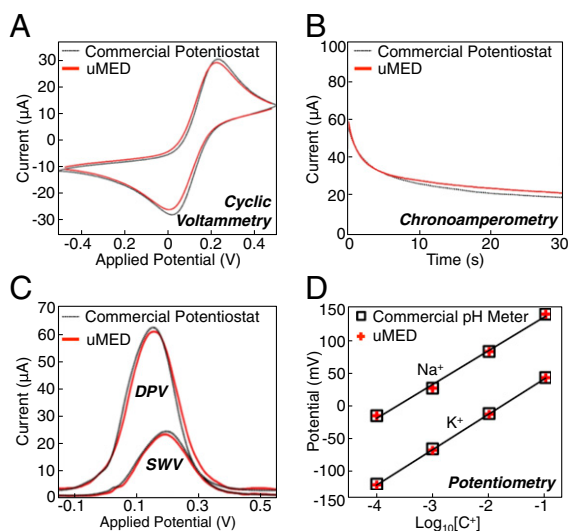 A
Commercial Potentiostat
uMED
30
20
10
0
-10
-20
-30
Current (µA)
Cyclic
Voltammetry
-0.4
-0.2
0
0.2
0.4
Applied Potential (V)
B
Commercial Potentiostat
uMED
100
80
60
40
20
0
Current (µA)
Chronoamperometry
0
10
20
30
Time (s)
C
Commercial Potentiostat
uMED
80
60
50
40
30
20
10
0
Current (µA)
DPV
SWV
-0.1
0.1
0.3
0.5
Applied Potential (V)
D
Commercial pH Meter
uMED
150
100
50
0
-50
-100
-150
Potential (mV)
Na⁺
K⁺
Potentiometry
-4
-3
-2
-1
Log₁₀[C⁺]